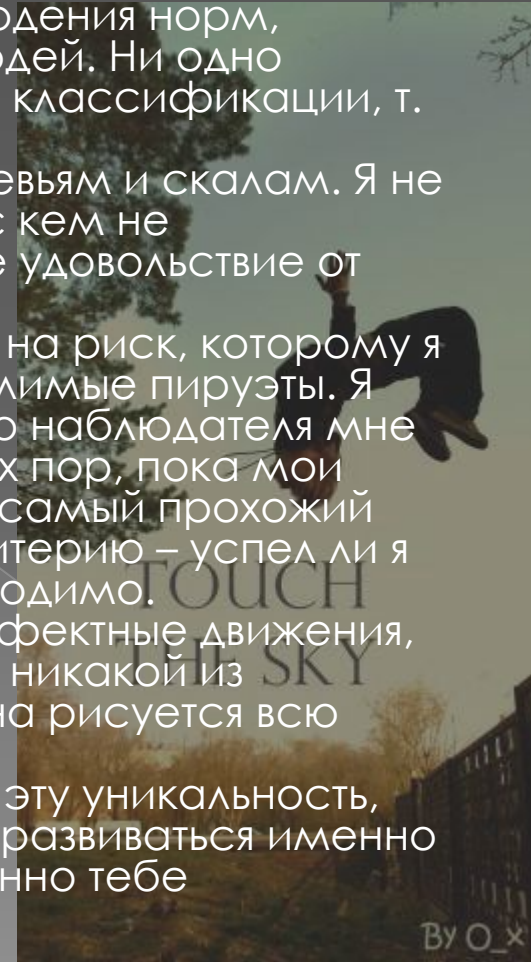 одения норм,
одей. Ни одно
классификации, т.
евьям и скалам. Я не
с кем не
е удовольствие от
на риск, которому я
лимые пируэты. Я
о наблюдателя мне
х пор, пока мои
самый прохожий
итерию – успел ли я
одимо.
фектные движения,
никакой из
на рисуется всю
эту уникальность,
развиваться именно
нно тебе
TOUCH
THE SKY
By O_x